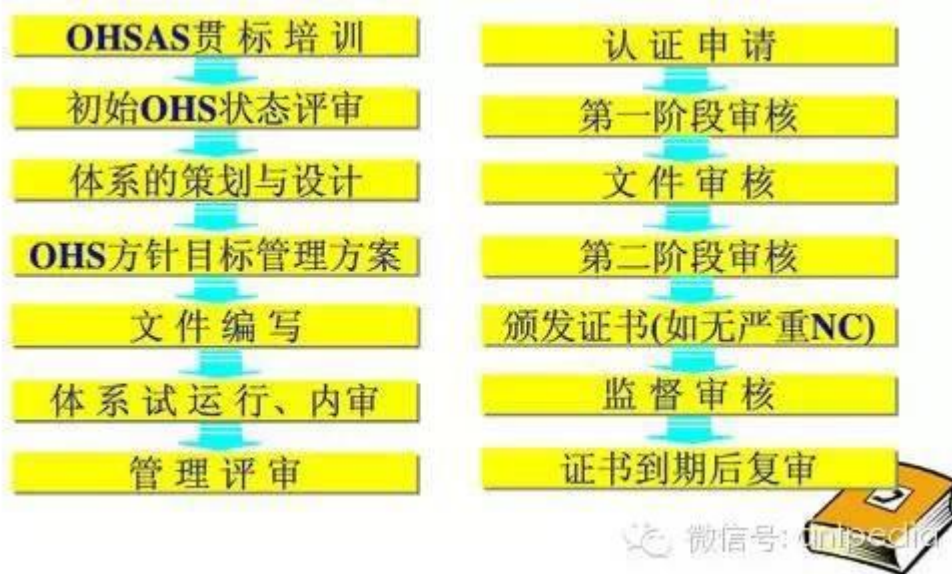 OHSAS贯标培训
初始OHS状态评审
体系的策划与设计
OHS方针目标管理方案
文件编写
体系试运行、内审
管理评审
认证申请
第一阶段审核
文件审核
第二阶段审核
颁发证书(如无严重NC)
监督审核
证书到期后复审
微信号: antpedia